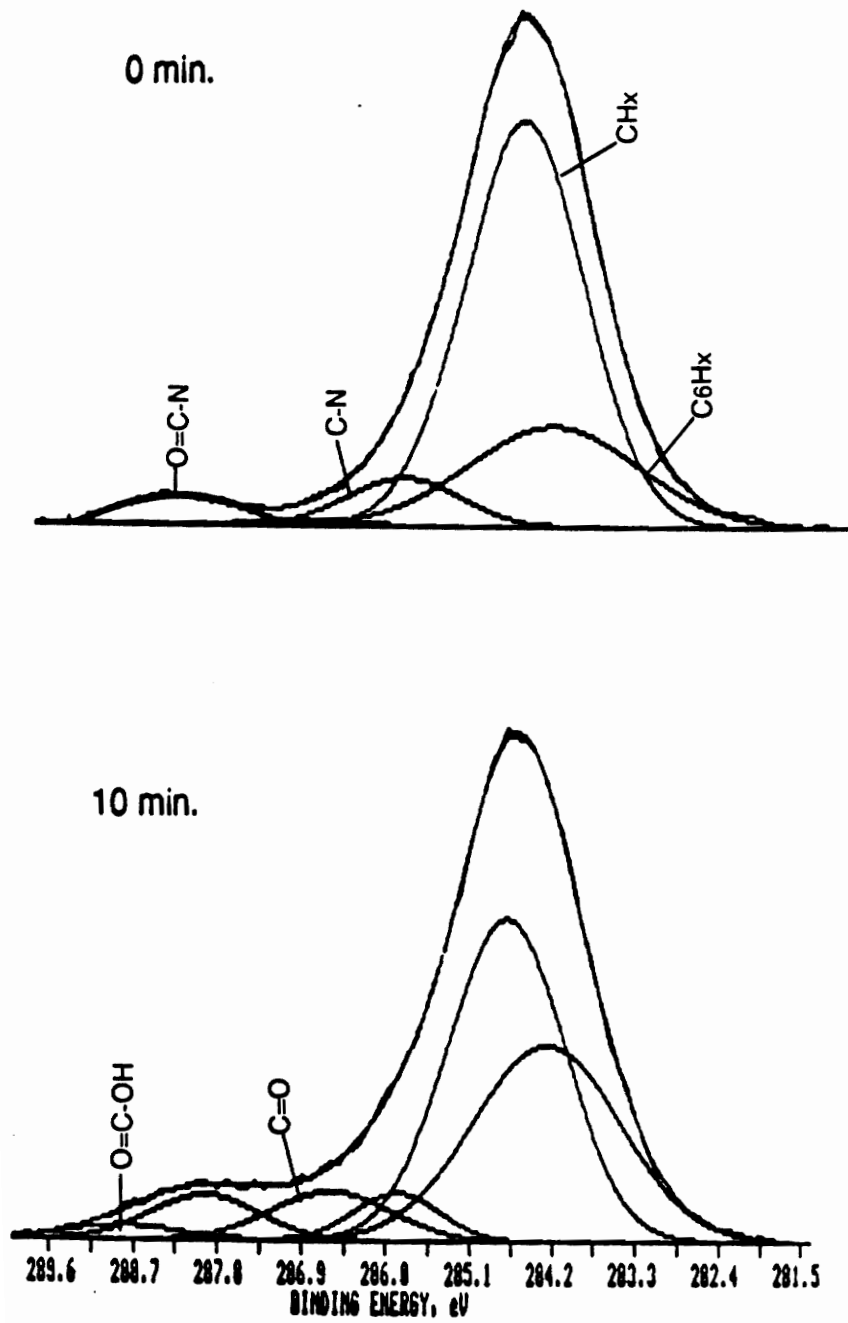 0 min.
CHx
C6Hx
C-N
O=C-N
10 min.
C=O
O=C-OH
289.6 288.7 287.8 286.9 286.0 285.1 284.2 283.3 282.4 281.5
BINDING ENERGY, eV